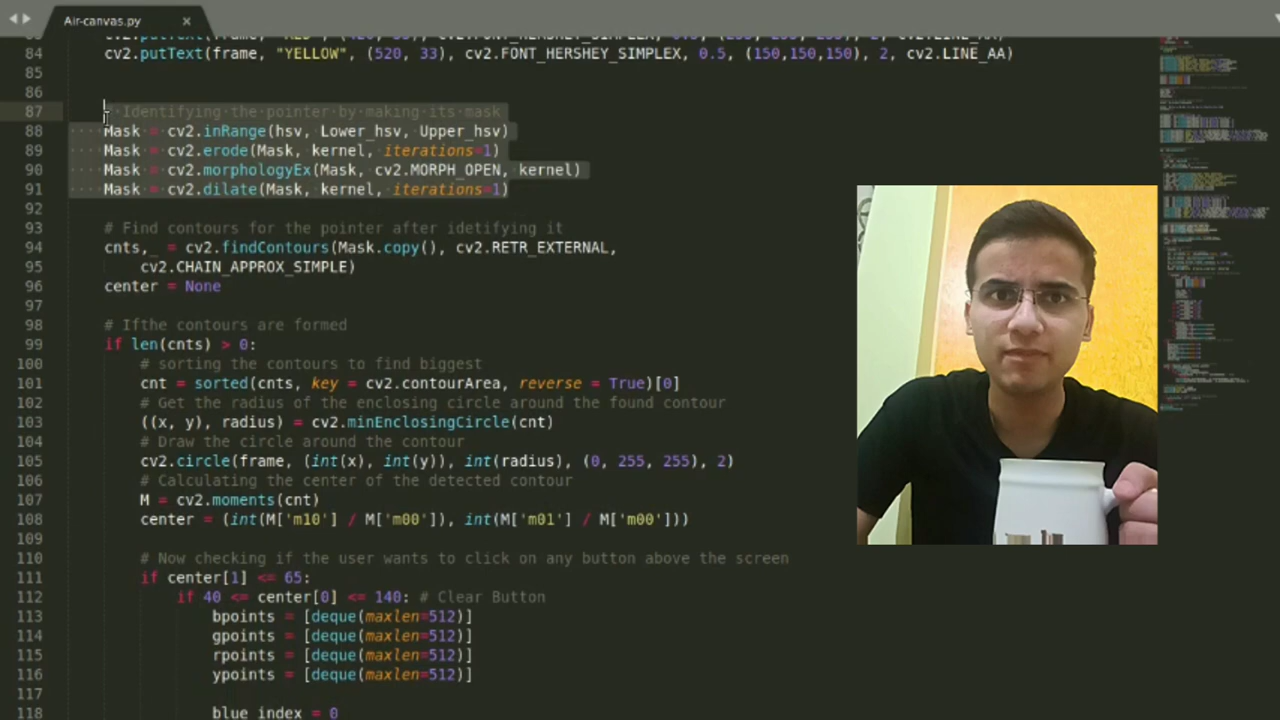 Air-canvas.py ×
84 cv2.putText(frame, "YELLOW", (520, 33), cv2.FONT_HERSHEY_SIMPLEX, 0.5, (150,150,150), 2, cv2.LINE_AA)
85
86
87 # Identifying the pointer by making its mask
88 Mask = cv2.inRange(hsv, Lower_hsv, Upper_hsv)
89 Mask = cv2.erode(Mask, kernel, iterations=1)
90 Mask = cv2.morphologyEx(Mask, cv2.MORPH_OPEN, kernel)
91 Mask = cv2.dilate(Mask, kernel, iterations=1)
92
93 # Find contours for the pointer after idetifying it
94 cnts,_ = cv2.findContours(Mask.copy(), cv2.RETR_EXTERNAL,
95 cv2.CHAIN_APPROX_SIMPLE)
96 center = None
97
98 # Ifthe contours are formed
99 if len(cnts) > 0:
100 # sorting the contours to find biggest
101 cnt = sorted(cnts, key = cv2.contourArea, reverse = True)[0]
102 # Get the radius of the enclosing circle around the found contour
103 ((x, y), radius) = cv2.minEnclosingCircle(cnt)
104 # Draw the circle around the contour
105 cv2.circle(frame, (int(x), int(y)), int(radius), (0, 255, 255), 2)
106 # Calculating the center of the detected contour
107 M = cv2.moments(cnt)
108 center = (int(M['m10'] / M['m00']), int(M['m01'] / M['m00']))
109
110 # Now checking if the user wants to click on any button above the screen
111 if center[1] <= 65:
112 if 40 <= center[0] <= 140: # Clear Button
113 bpoints = [deque(maxlen=512)]
114 gpoints = [deque(maxlen=512)]
115 rpoints = [deque(maxlen=512)]
116 ypoints = [deque(maxlen=512)]
117
118 blue_index = 0